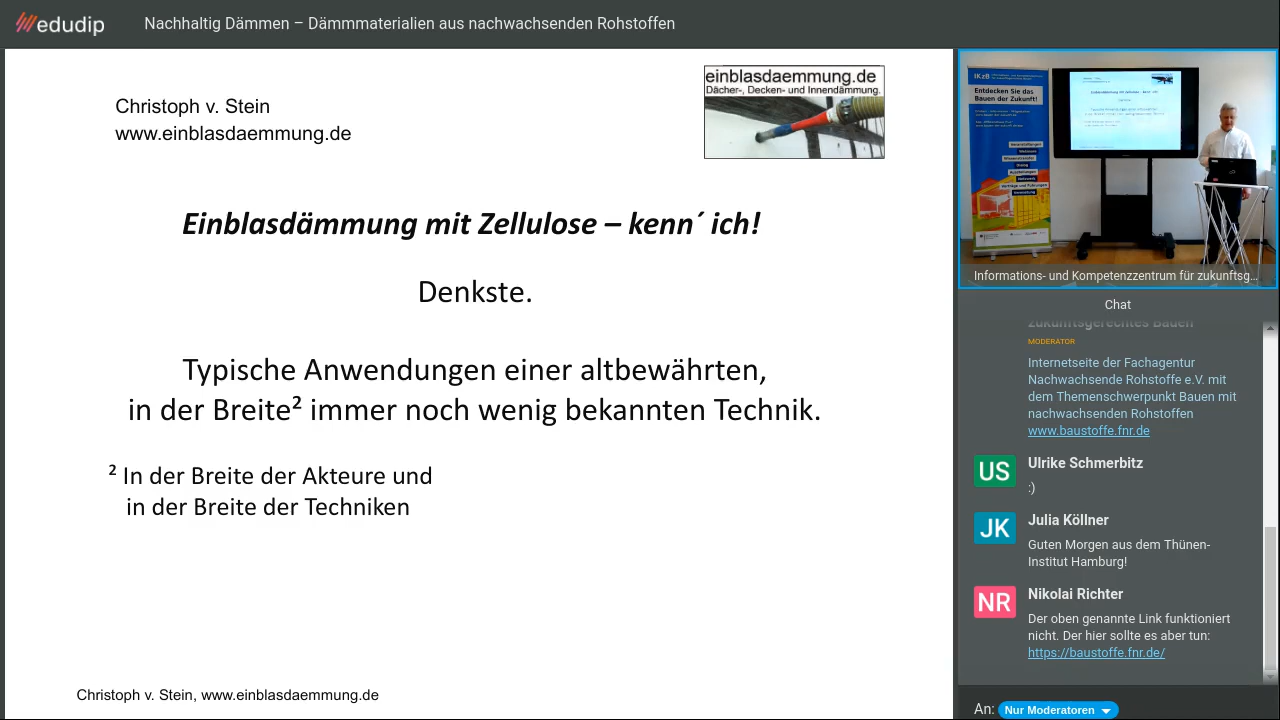 edudip
Nachhaltig Dämmen – Dämmmaterialien aus nachwachsenden Rohstoffen
Christoph v. Stein
www.einblasdaemmung.de
einblasdaemmung.de
Dächer-, Decken- und Innendämmung.
Einblasdämmung mit Zellulose – kenn´ ich!
Denkste.
Typische Anwendungen einer altbewährten,
in der Breite² immer noch wenig bekannten Technik.
² In der Breite der Akteure und
in der Breite der Techniken
Christoph v. Stein, www.einblasdaemmung.de
IKzB
Entdecken Sie das
Bauen der Zukunft!
Informations- und Kompetenzzentrum für zukunftsg…
Chat
zukunftsgerechtes Bauen
MODERATOR
Internetseite der Fachagentur
Nachwachsende Rohstoffe e.V. mit
dem Themenschwerpunkt Bauen mit
nachwachsenden Rohstoffen
www.baustoffe.fnr.de
US
Ulrike Schmerbitz
:)
JK
Julia Köllner
Guten Morgen aus dem Thünen-
Institut Hamburg!
NR
Nikolai Richter
Der oben genannte Link funktioniert
nicht. Der hier sollte es aber tun:
https://baustoffe.fnr.de/
An: Nur Moderatoren